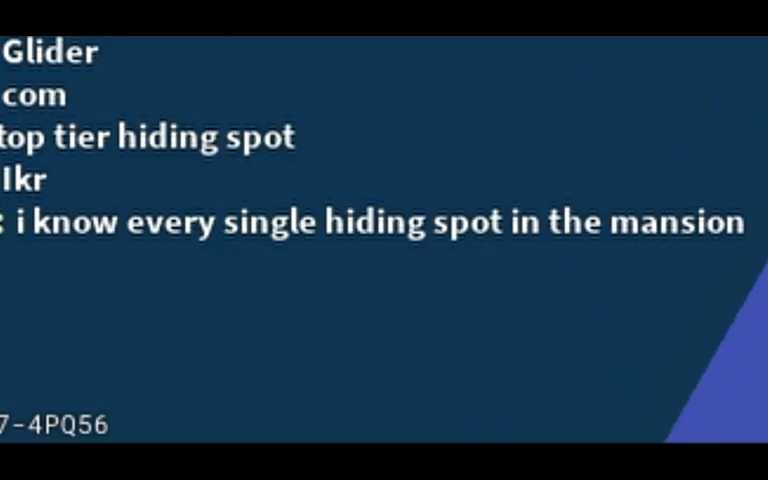 Glider
com
top tier hiding spot
Ikr
: i know every single hiding spot in the mansion
7-4PQ56